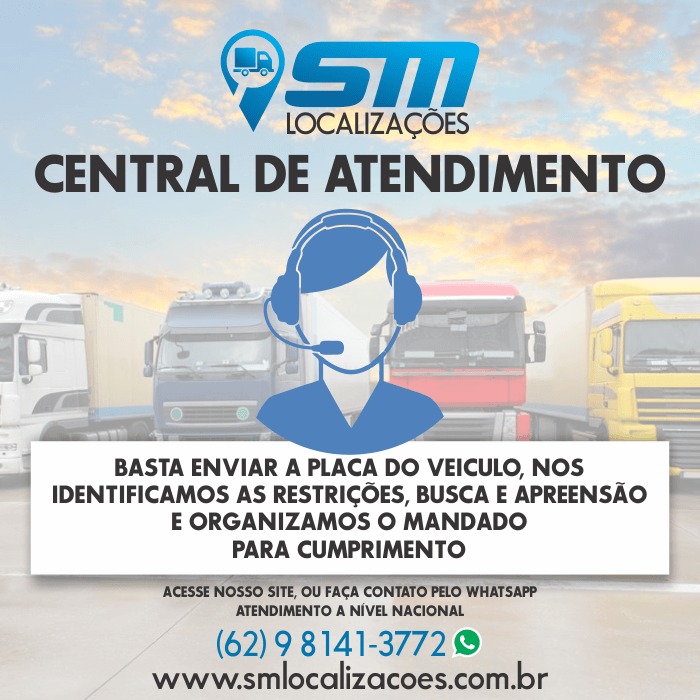 SM
LOCALIZAÇÕES
CENTRAL DE ATENDIMENTO
BASTA ENVIAR A PLACA DO VEICULO, NOS
IDENTIFICAMOS AS RESTRIÇÕES, BUSCA E APREENSÃO
E ORGANIZAMOS O MANDADO
PARA CUMPRIMENTO
ACESSE NOSSO SITE, OU FAÇA CONTATO PELO WHATSAPP
ATENDIMENTO A NÍVEL NACIONAL
(62) 9 8141-3772
www.smlocalizacoes.com.br